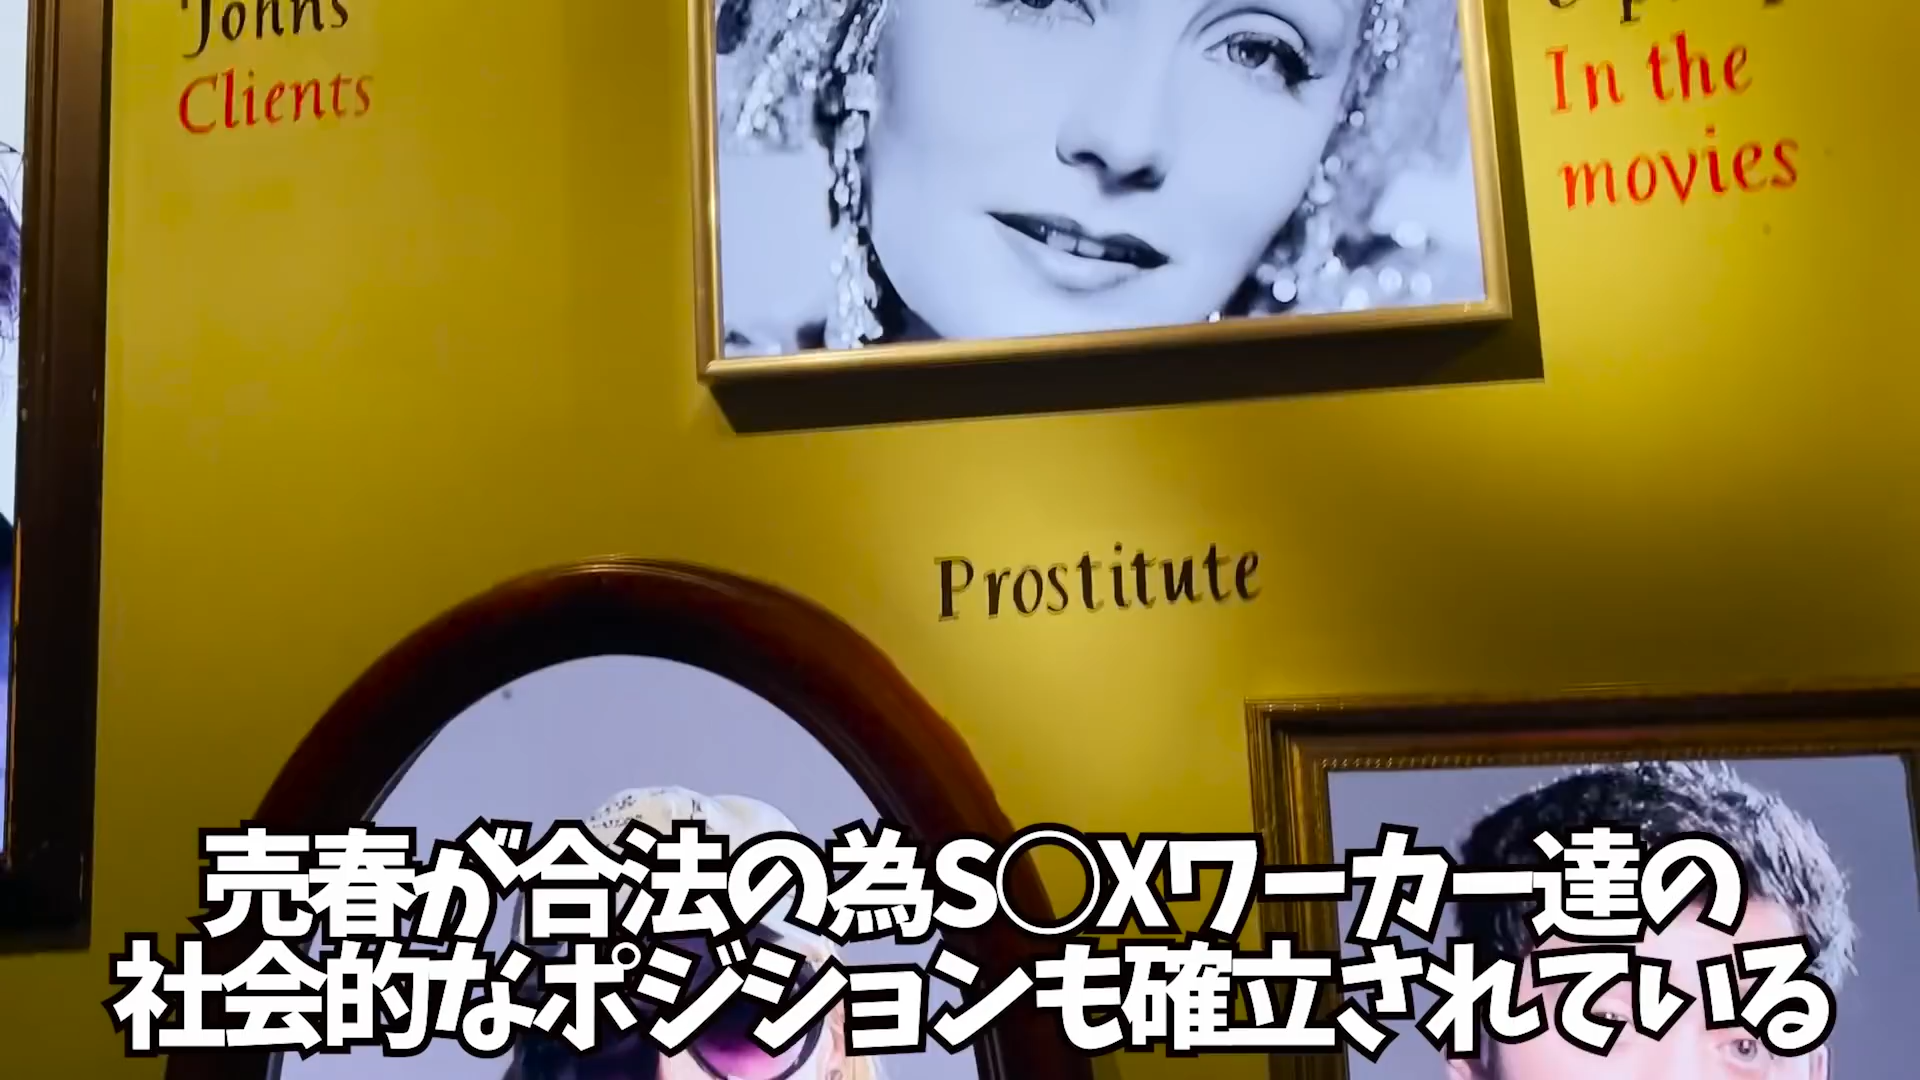 Johns
Clients
In the
movies
Prostitute
売春が合法の為S◯Xワーカー達の
社会的なポジションも確立されている